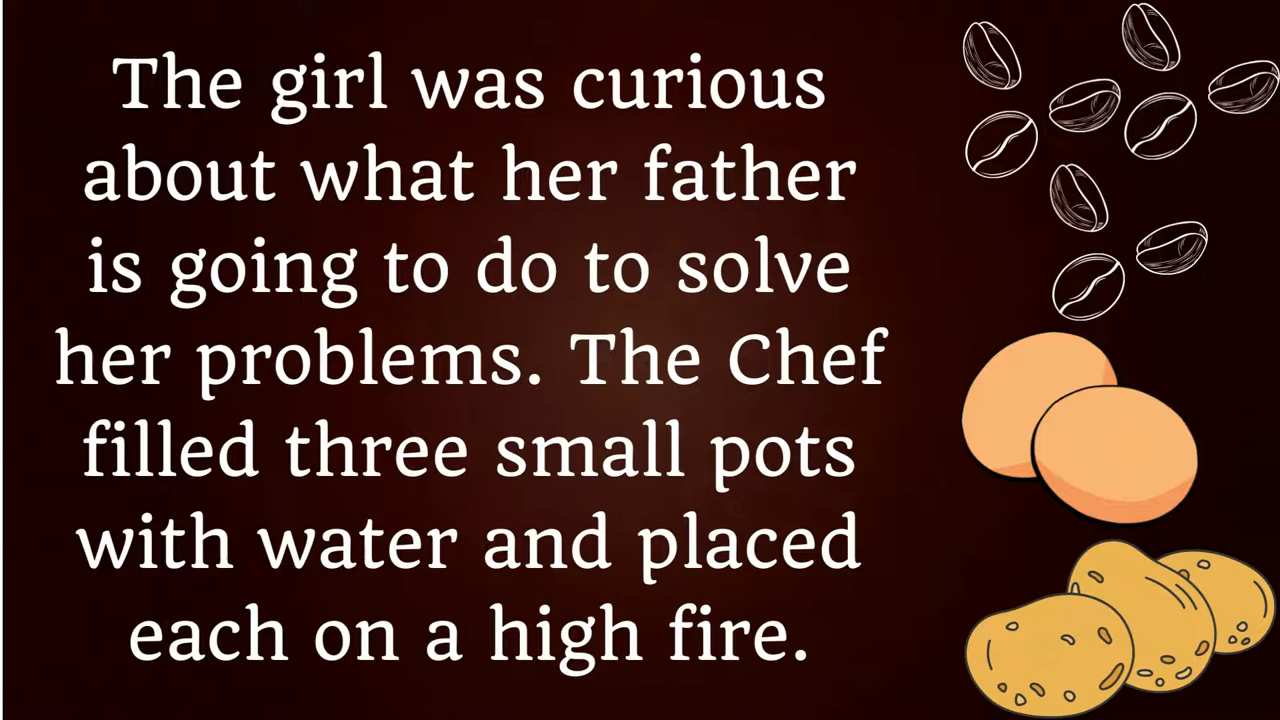 The girl was curious
about what her father
is going to do to solve
her problems. The Chef
filled three small pots
with water and placed
each on a high fire.